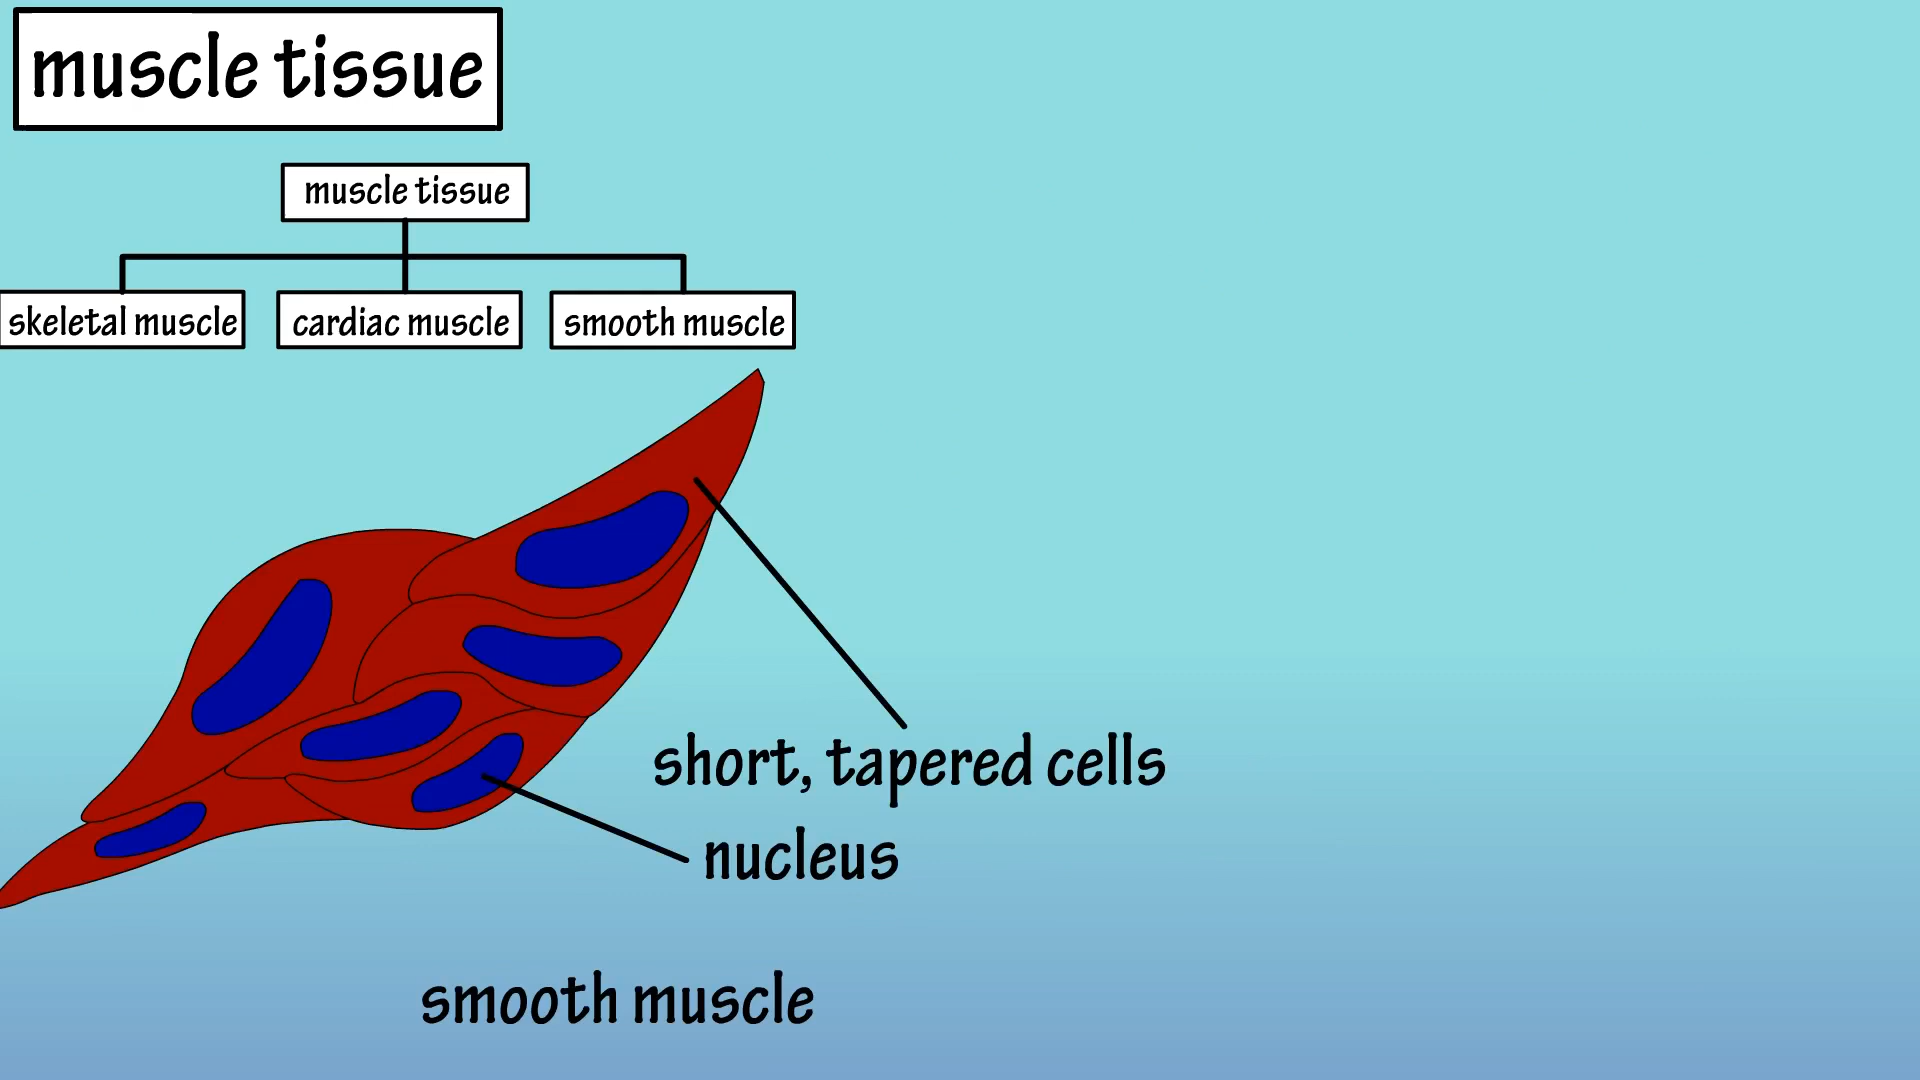 muscle tissue
muscle tissue
skeletal muscle
cardiac muscle
smooth muscle
short, tapered cells
nucleus
smooth muscle